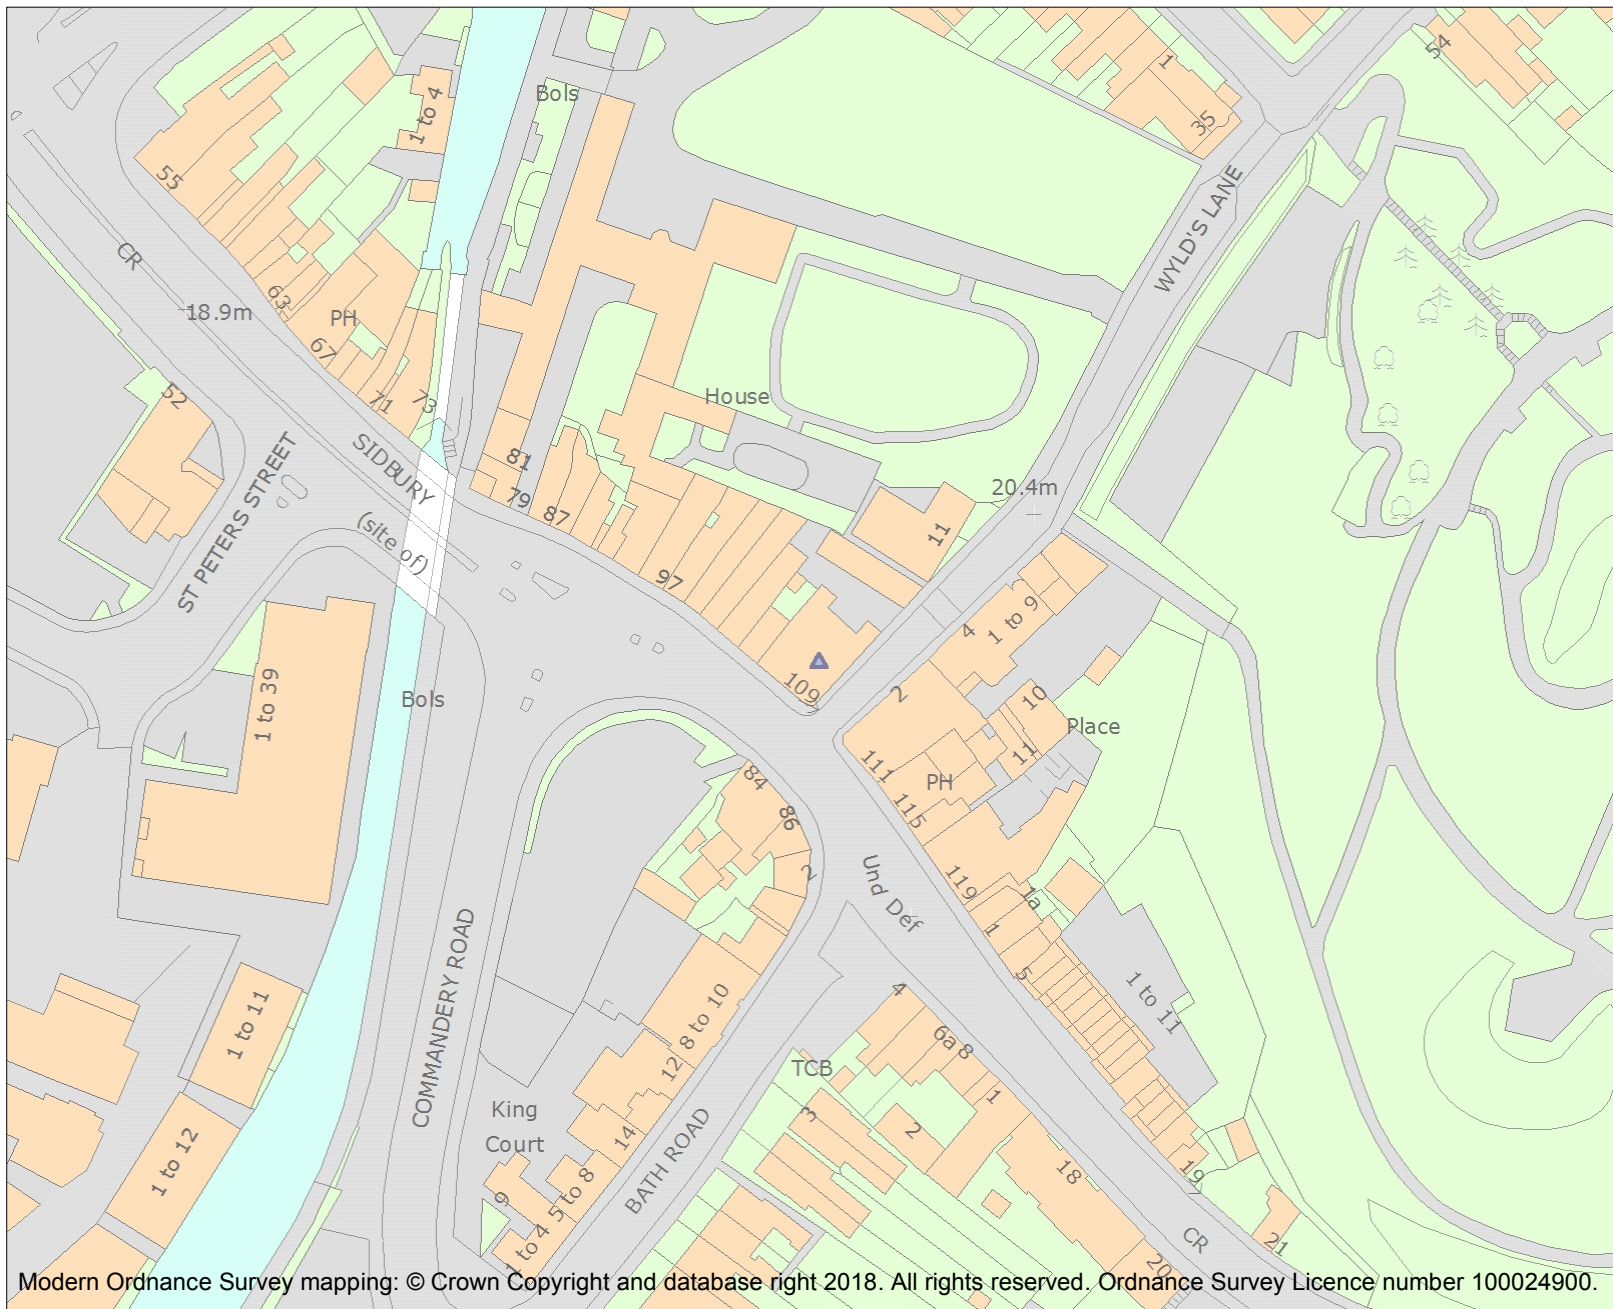 54
1
35
Bols
1 to 4
55
WYLD'S LANE
CR
63
18.9m
PH
67
71
73
52
House
SIDBURY
81
79
87
20.4m
11
(site of)
ST PETERS STREET
97
4
1 to 9
109
2
10
Place
1 to 39
Bols
11
111
PH
115
84
86
2
Und
Def
119
1a
1
5
1 to 11
4
COMMANDERY ROAD
8 to 10
6a
8
1 to 11
TCB
12
1
King
Court
3
2
14
1 to 12
BATH ROAD
18
19
9
5 to 8
1 to 4
CR
21
20
Modern Ordnance Survey mapping: © Crown Copyright and database right 2018. All rights reserved. Ordnance Survey Licence number 100024900.